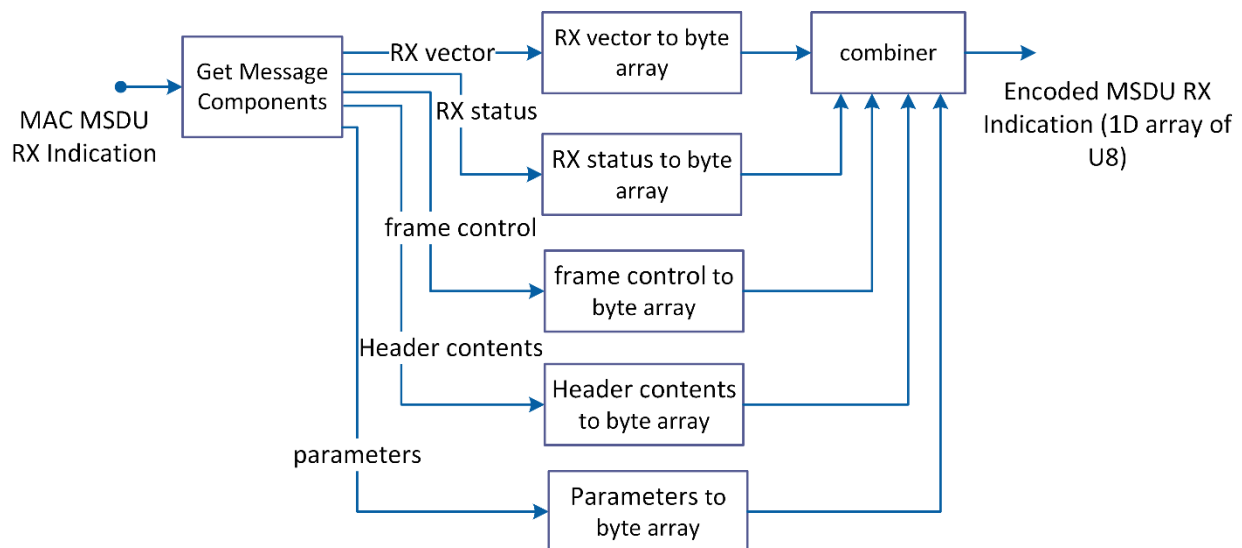 RX vector
RX vector to byte
array
combiner
Get Message
Components
MAC MSDU
RX Indication
Encoded MSDU RX
Indication (1D array of
U8)
RX status
RX status to byte
array
frame control
frame control to
byte array
Header contents
Header contents
to byte array
parameters
Parameters to
byte array